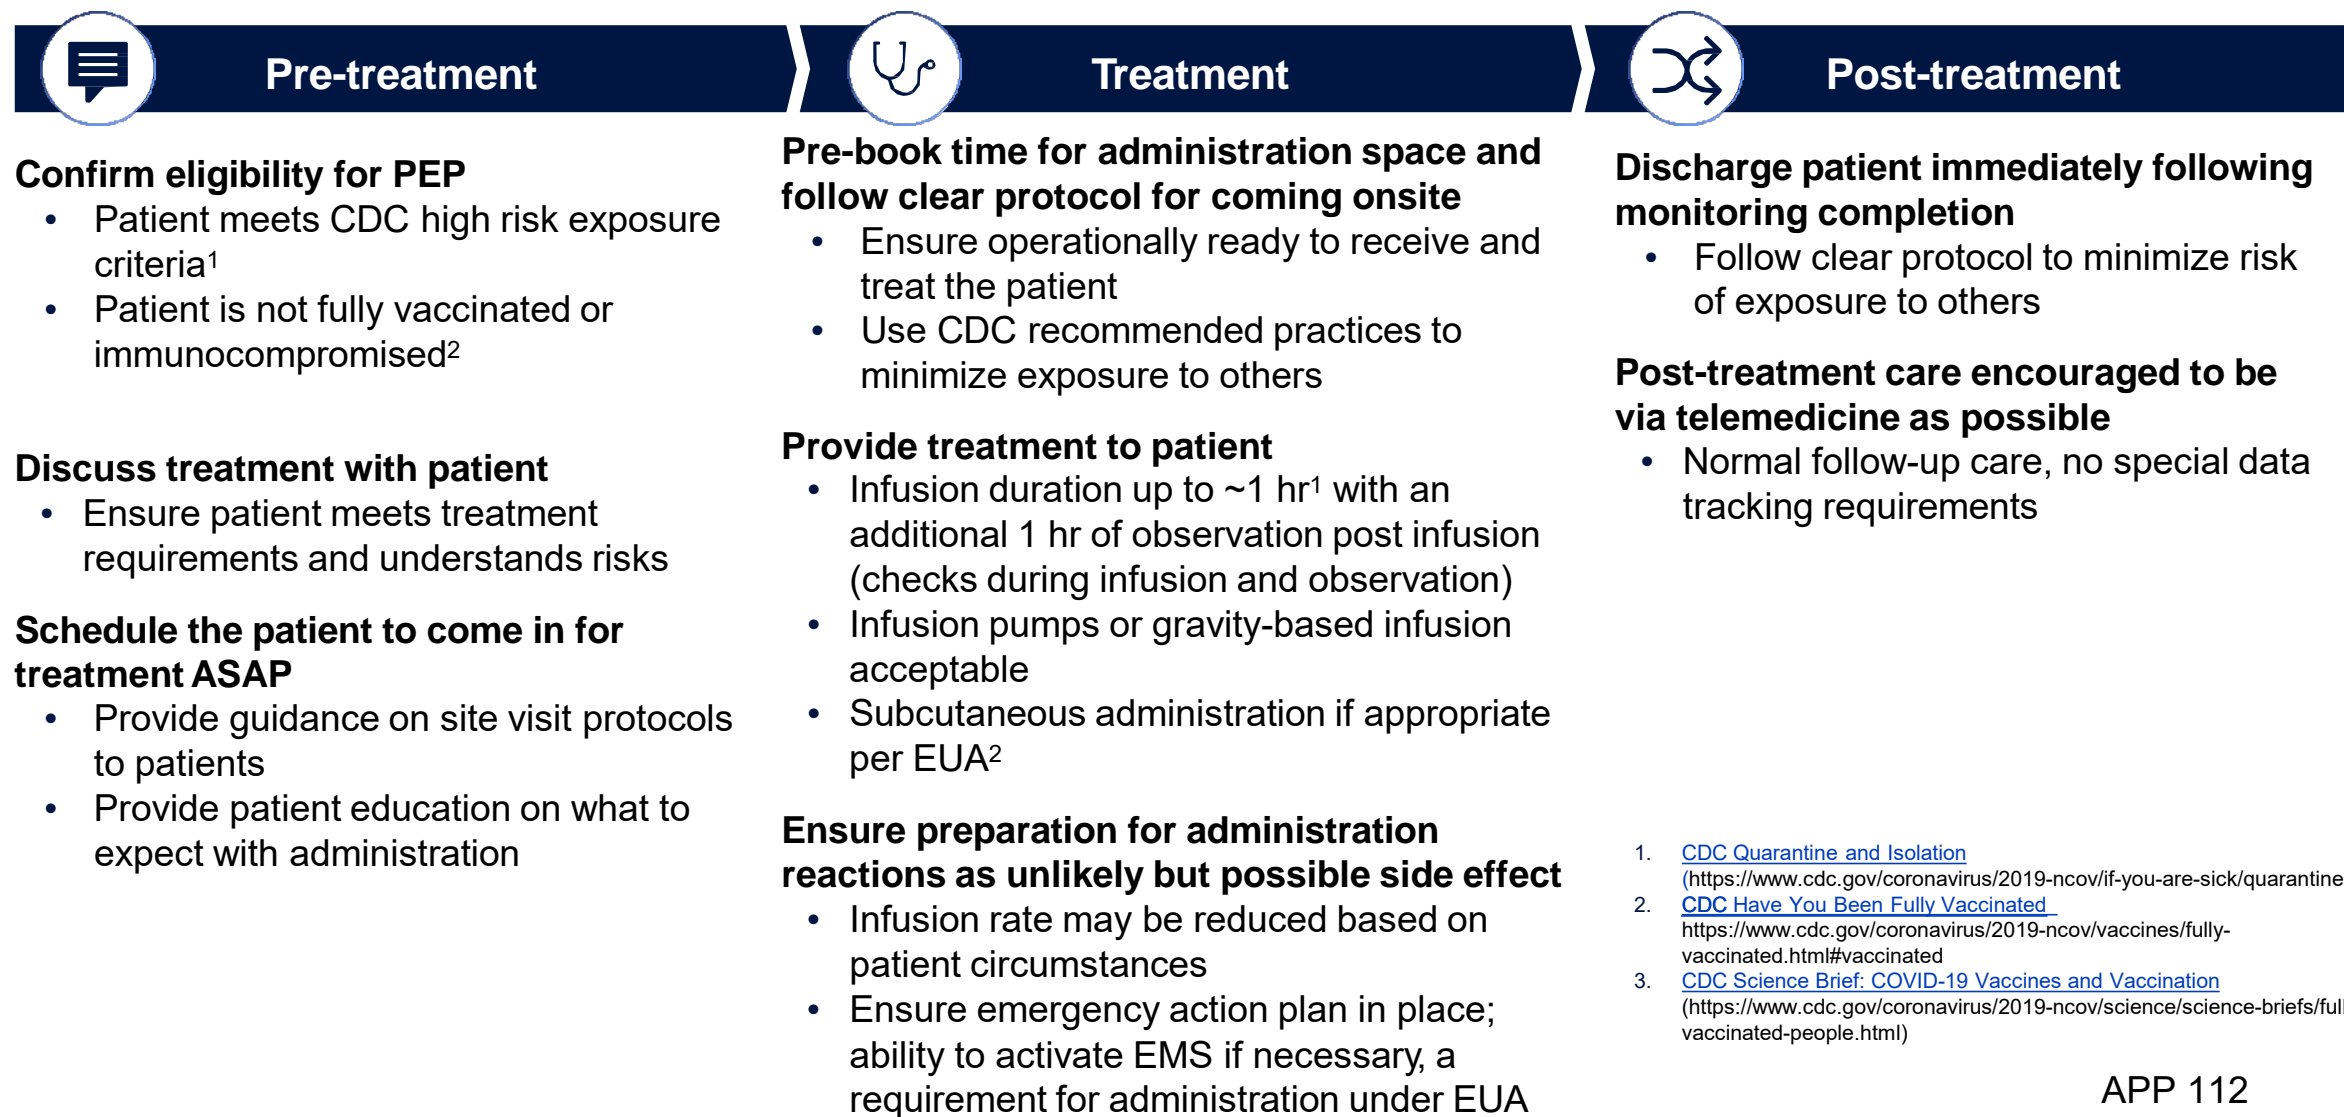 Pre-treatment
Treatment
Post-treatment
Confirm eligibility for PEP
• Patient meets CDC high risk exposure
criteria1
• Patient is not fully vaccinated or
immunocompromised2
Discuss treatment with patient
• Ensure patient meets treatment
requirements and understands risks
Schedule the patient to come in for
treatment ASAP
• Provide guidance on site visit protocols
to patients
• Provide patient education on what to
expect with administration
Pre-book time for administration space and
follow clear protocol for coming onsite
• Ensure operationally ready to receive and
treat the patient
• Use CDC recommended practices to
minimize exposure to others
Provide treatment to patient
• Infusion duration up to ~1 hr1 with an
additional 1 hr of observation post infusion
(checks during infusion and observation)
• Infusion pumps or gravity-based infusion
acceptable
• Subcutaneous administration if appropriate
per EUA2
Ensure preparation for administration
reactions as unlikely but possible side effect
• Infusion rate may be reduced based on
patient circumstances
• Ensure emergency action plan in place;
ability to activate EMS if necessary, a
requirement for administration under EUA
Discharge patient immediately following
monitoring completion
• Follow clear protocol to minimize risk
of exposure to others
Post-treatment care encouraged to be
via telemedicine as possible
• Normal follow-up care, no special data
tracking requirements
1. CDC Quarantine and Isolation
(https://www.cdc.gov/coronavirus/2019-ncov/if-you-are-sick/quarantine
2. CDC Have You Been Fully Vaccinated
https://www.cdc.gov/coronavirus/2019-ncov/vaccines/fully-
vaccinated.html#vaccinated
3. CDC Science Brief: COVID-19 Vaccines and Vaccination
(https://www.cdc.gov/coronavirus/2019-ncov/science/science-briefs/ful
vaccinated-people.html)
APP 112